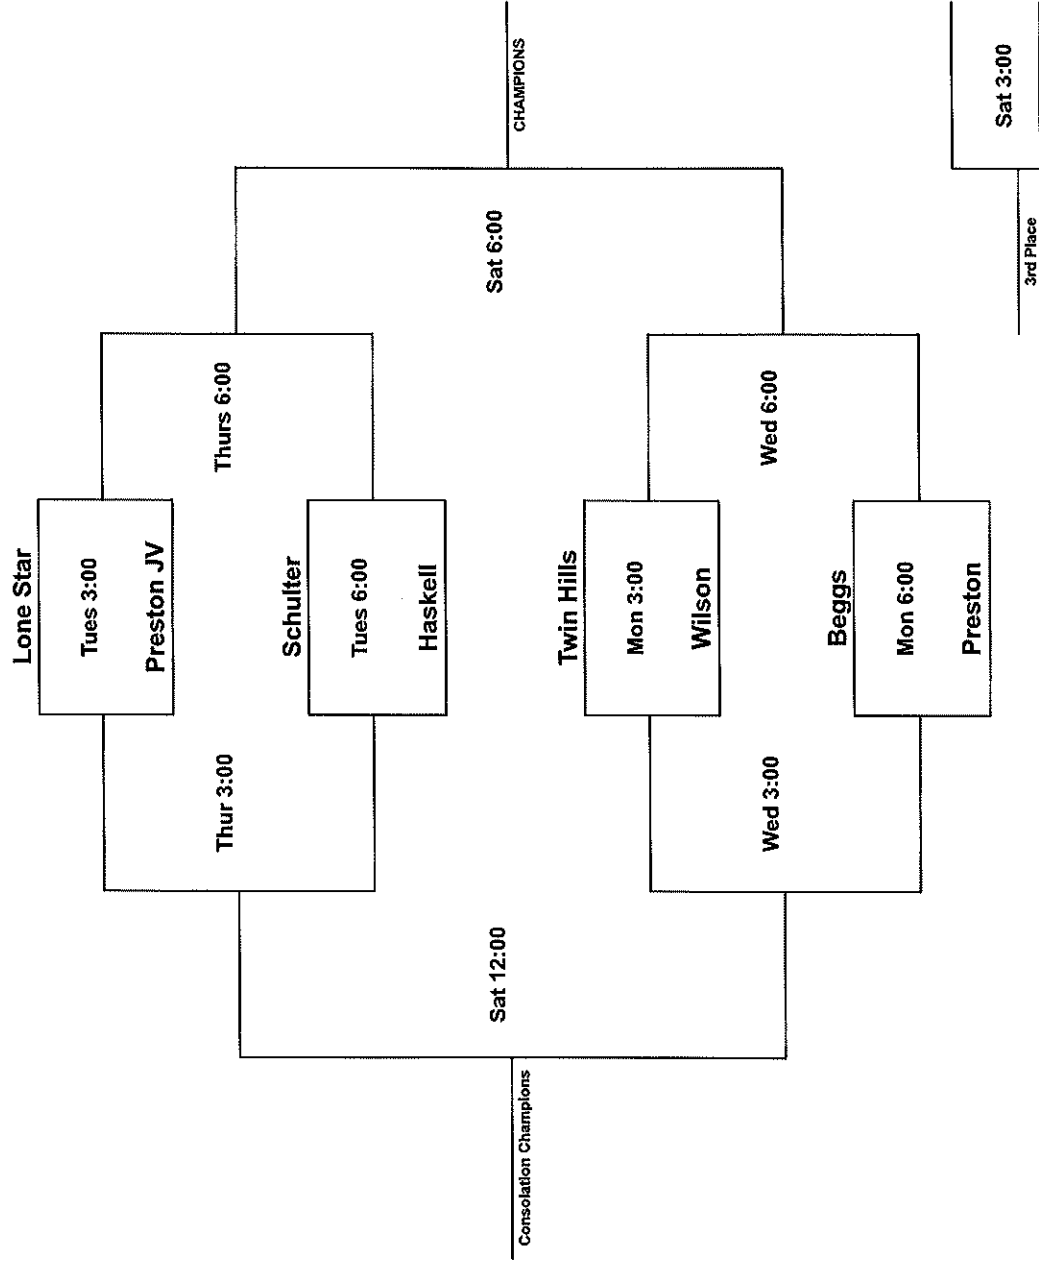 Lone Star
Tues 3:00
Preston JV
Schulter
Tues 6:00
Haskell
Twin Hills
Mon 3:00
Wilson
Beggs
Mon 6:00
Preston
Thur 3:00
Wed 3:00
Sat 12:00
Consolation Champions
Thurs 6:00
Wed 6:00
Sat 6:00
CHAMPIONS
Sat 3:00
3rd Place